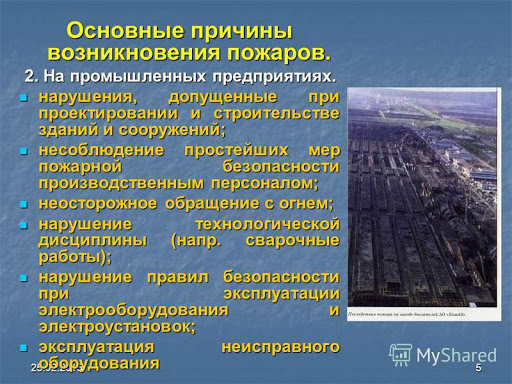 Основные причины
возникновения пожаров.
2. На промышленных предприятиях.
нарушения, допущенные при
проектировании и строительстве
зданий и сооружений;
несоблюдение простейших мер
пожарной безопасности
производственным персоналом;
неосторожное обращение с огнем;
нарушение технологической
дисциплины (напр. сварочные
работы);
нарушение правил безопасности
при эксплуатации
электрооборудования и
электроустановок;
эксплуатация неисправного
оборудования
Последствия пожара на заводе двигателей АО «КамАЗ»
5
MyShared